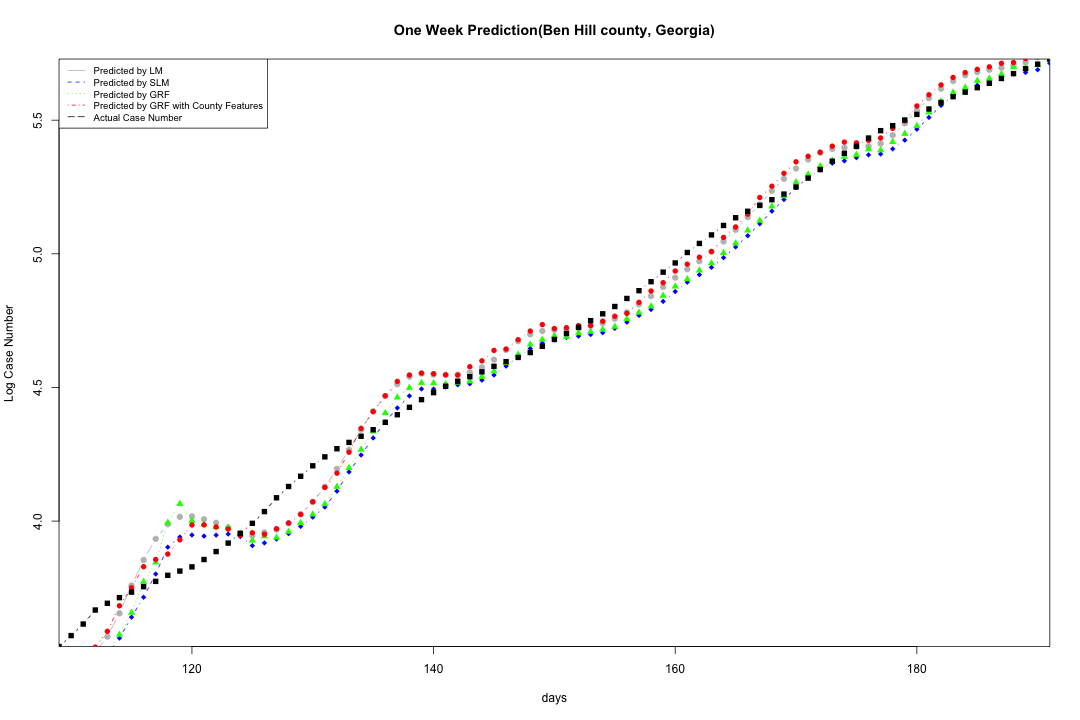 One Week Prediction(Ben Hill county, Georgia)
Predicted by LM
Predicted by SLM
Predicted by GRF
Predicted by GRF with County Features
Actual Case Number
Log Case Number
5.5
5.0
4.5
4.0
120 140 160 180
days